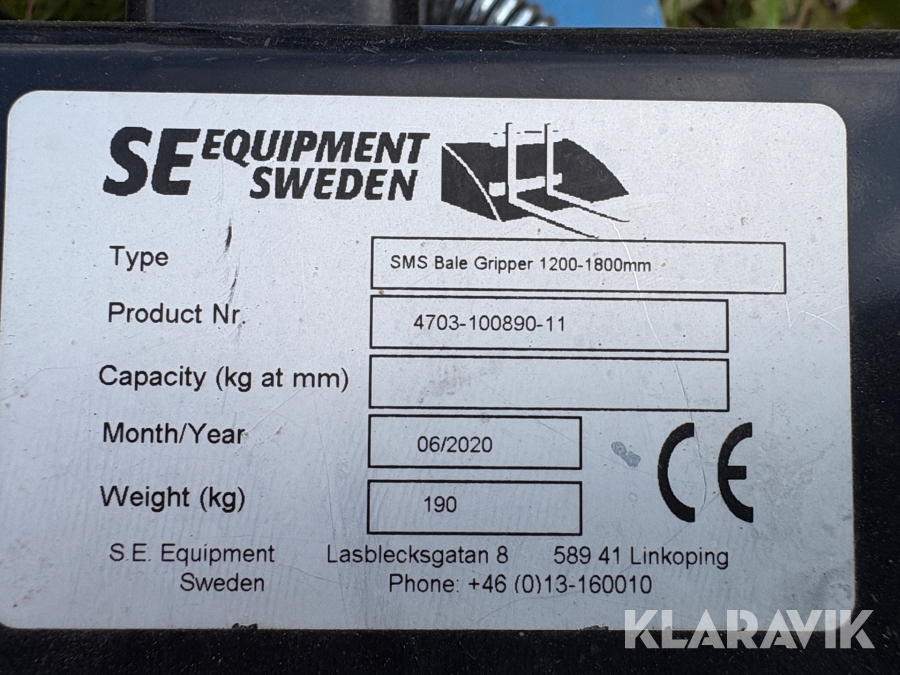 SE EQUIPMENT
SWEDEN
Type SMS Bale Gripper 1200-1800mm
Product Nr. 4703-100890-11
Capacity (kg at mm)
Month/Year 06/2020
Weight (kg) 190
CE
S.E. Equipment Lasblecksgatan 8 589 41 Linkoping
Sweden Phone: +46 (0)13-160010
KLARAVIK